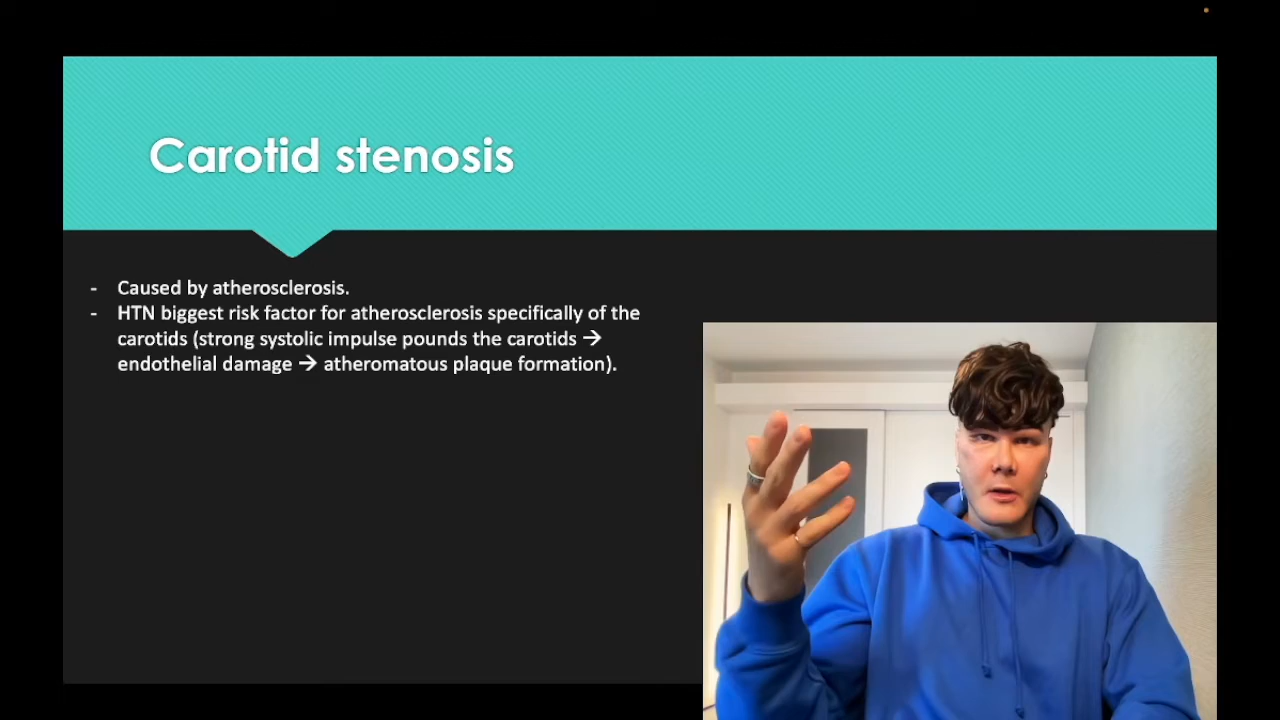 Carotid stenosis
- Caused by atherosclerosis.
- HTN biggest risk factor for atherosclerosis specifically of the
carotids (strong systolic impulse pounds the carotids →
endothelial damage → atheromatous plaque formation).